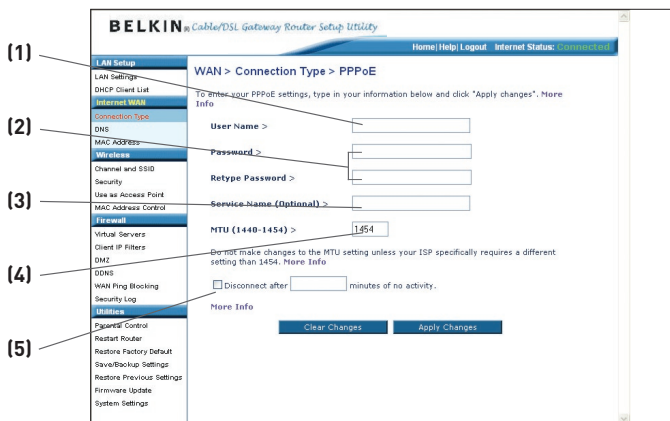 BELKIN® Cable/DSL Gateway Router Setup Utility
Home|Help|Logout Internet Status: Connected
(1)
(2)
(3)
(4)
(5)
LAN Setup
LAN Settings
DHCP Client List
Internet WAN
Connection Type
DNS
MAC Address
Wireless
Channel and SSID
Security
Use as Access Point
MAC Address Control
Firewall
Virtual Servers
Client IP Filters
DMZ
DDNS
WAN Ping Blocking
Security Log
Utilities
Parental Control
Restart Router
Restore Factory Default
Save/Backup Settings
Restore Previous Settings
Firmware Update
System Settings
WAN > Connection Type > PPPoE
To enter your PPPoE settings, type in your information below and click "Apply changes". More
Info
User Name >
Password >
Retype Password >
Service Name (Optional) >
MTU (1440-1454) > 1454
Do not make changes to the MTU setting unless your ISP specifically requires a different
setting than 1454. More Info
Disconnect after minutes of no activity.
More Info
Clear Changes Apply Changes